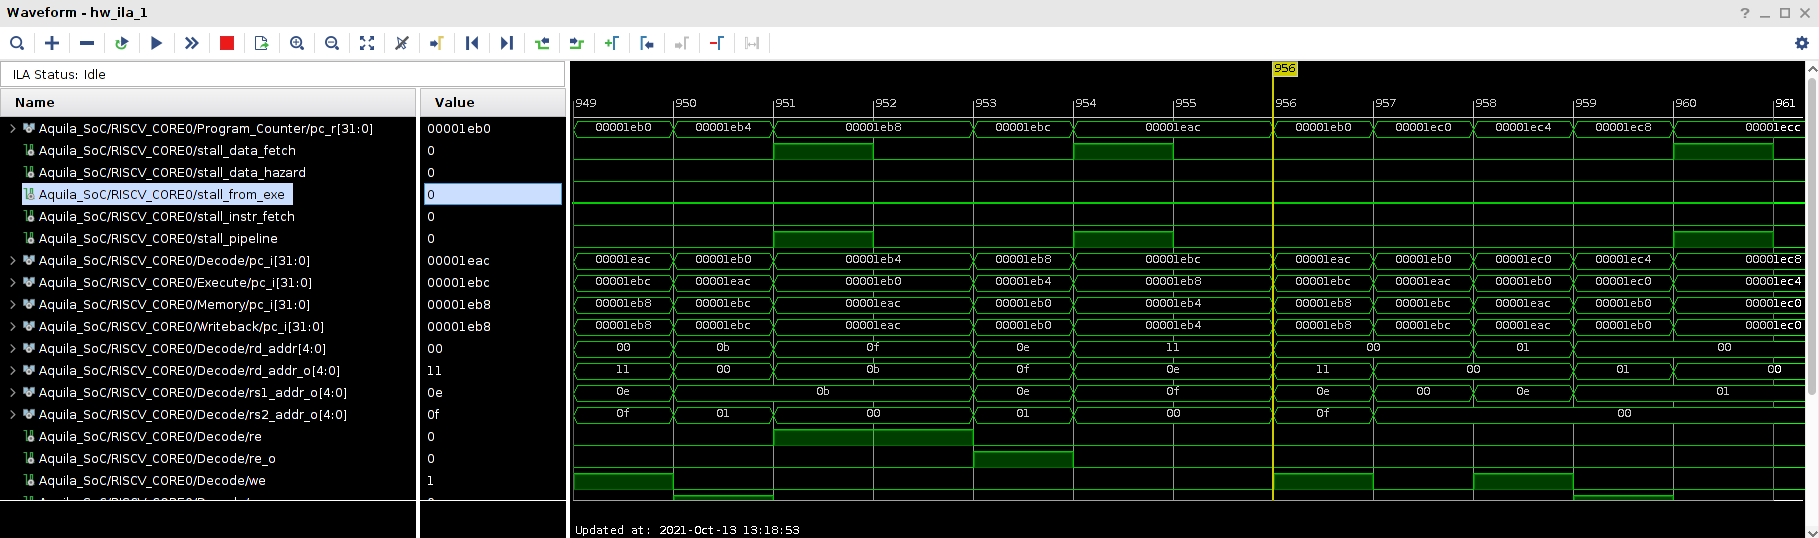 Waveform - hw_ila_1
ILA Status: Idle
956
Name Value
949 950 951 952 953 954 955 956 957 958 959 960 961
Aquila_SoC/RISCV_CORE0/Program_Counter/pc_r[31:0] 00001eb0 00001eb0 00001eb4 00001eb8 00001ebc 00001eac 00001eb0 00001ec0 00001ec4 00001ec8 00001ecc
Aquila_SoC/RISCV_CORE0/stall_data_fetch 0
Aquila_SoC/RISCV_CORE0/stall_data_hazard 0
Aquila_SoC/RISCV_CORE0/stall_from_exe 0
Aquila_SoC/RISCV_CORE0/stall_instr_fetch 0
Aquila_SoC/RISCV_CORE0/stall_pipeline 0
Aquila_SoC/RISCV_CORE0/Decode/pc_i[31:0] 00001eac 00001eac 00001eb0 00001eb4 00001eb8 00001ebc 00001eac 00001eb0 00001ec0 00001ec4 00001ec8
Aquila_SoC/RISCV_CORE0/Execute/pc_i[31:0] 00001ebc 00001ebc 00001eac 00001eb0 00001eb4 00001eb8 00001ebc 00001eac 00001eb0 00001ec0 00001ec4
Aquila_SoC/RISCV_CORE0/Memory/pc_i[31:0] 00001eb8 00001eb8 00001ebc 00001eac 00001eb0 00001eb4 00001eb8 00001ebc 00001eac 00001eb0 00001ec0
Aquila_SoC/RISCV_CORE0/Writeback/pc_i[31:0] 00001eb8 00001eb8 00001ebc 00001eac 00001eb0 00001eb4 00001eb8 00001ebc 00001eac 00001eb0 00001ec0
Aquila_SoC/RISCV_CORE0/Decode/rd_addr[4:0] 00 00 0b 0f 0e 11 00 01 00
Aquila_SoC/RISCV_CORE0/Decode/rd_addr_o[4:0] 11 11 00 0b 0f 0e 11 00 01 00
Aquila_SoC/RISCV_CORE0/Decode/rs1_addr_o[4:0] 0e 0e 0b 0e 0f 0e 00 0e 01
Aquila_SoC/RISCV_CORE0/Decode/rs2_addr_o[4:0] 0f 0f 01 00 01 00 0f 00
Aquila_SoC/RISCV_CORE0/Decode/re 0
Aquila_SoC/RISCV_CORE0/Decode/re_o 0
Aquila_SoC/RISCV_CORE0/Decode/we 1
Updated at: 2021-Oct-13 13:18:53